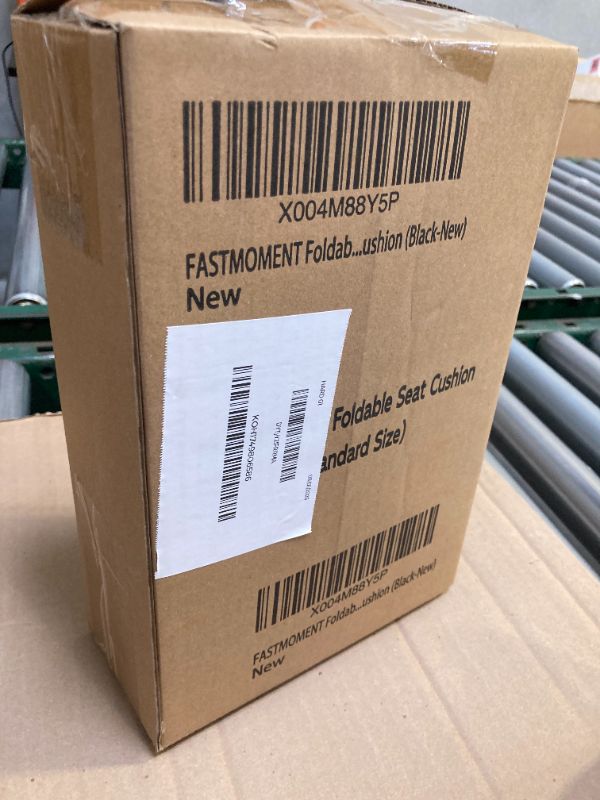 X004M88Y5P
FASTMOMENT Foldab...ushion (Black-New)
New
Foldable Seat Cushion
andard Size)
X004M88Y5P
FASTMOMENT Foldab...ushion (Black-New)
New